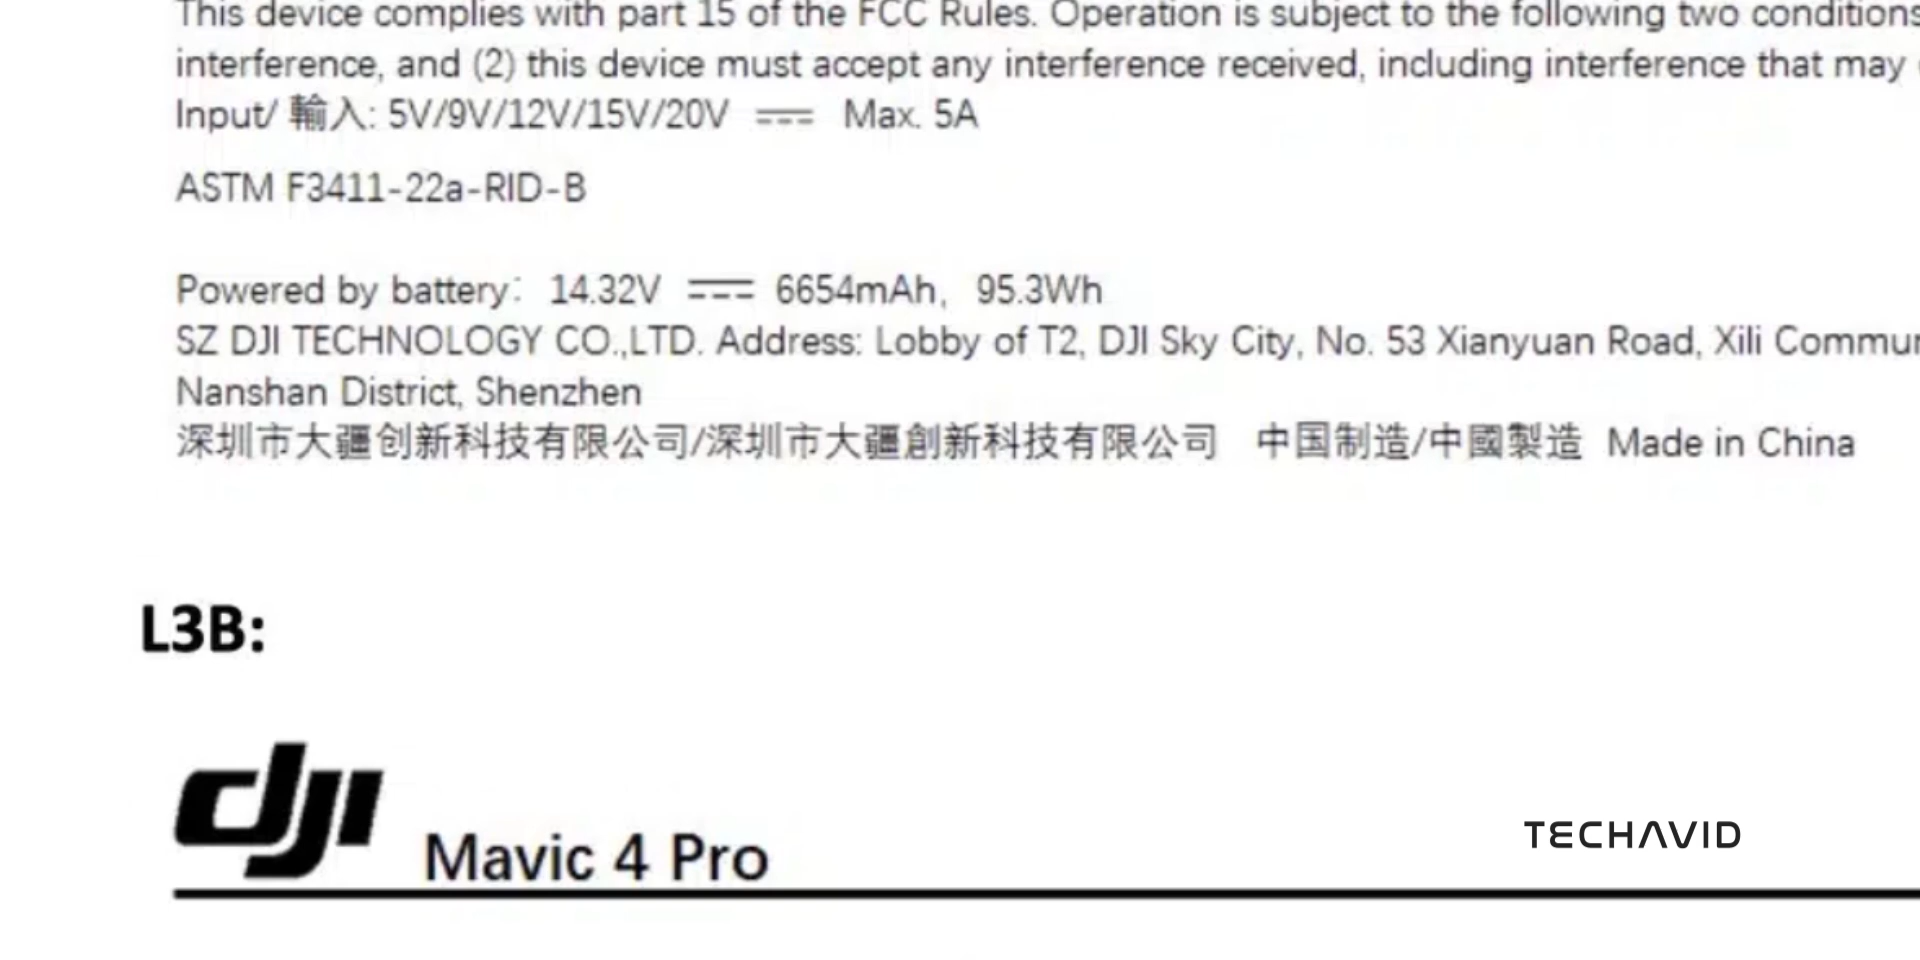 This device complies with part 15 of the FCC Rules. Operation is subject to the following two conditions
interference, and (2) this device must accept any interference received, including interference that may
Input/ 輸入: 5V/9V/12V/15V/20V ⎓ Max. 5A
ASTM F3411-22a-RID-B
Powered by battery: 14.32V ⎓ 6654mAh, 95.3Wh
SZ DJI TECHNOLOGY CO.,LTD. Address: Lobby of T2, DJI Sky City, No. 53 Xianyuan Road, Xili
Nanshan District, Shenzhen
深圳市大疆创新科技有限公司/深圳市大疆創新科技有限公司 中国制造/中國製造 Made in China
L3B:
dji Mavic 4 Pro
TECHAVID